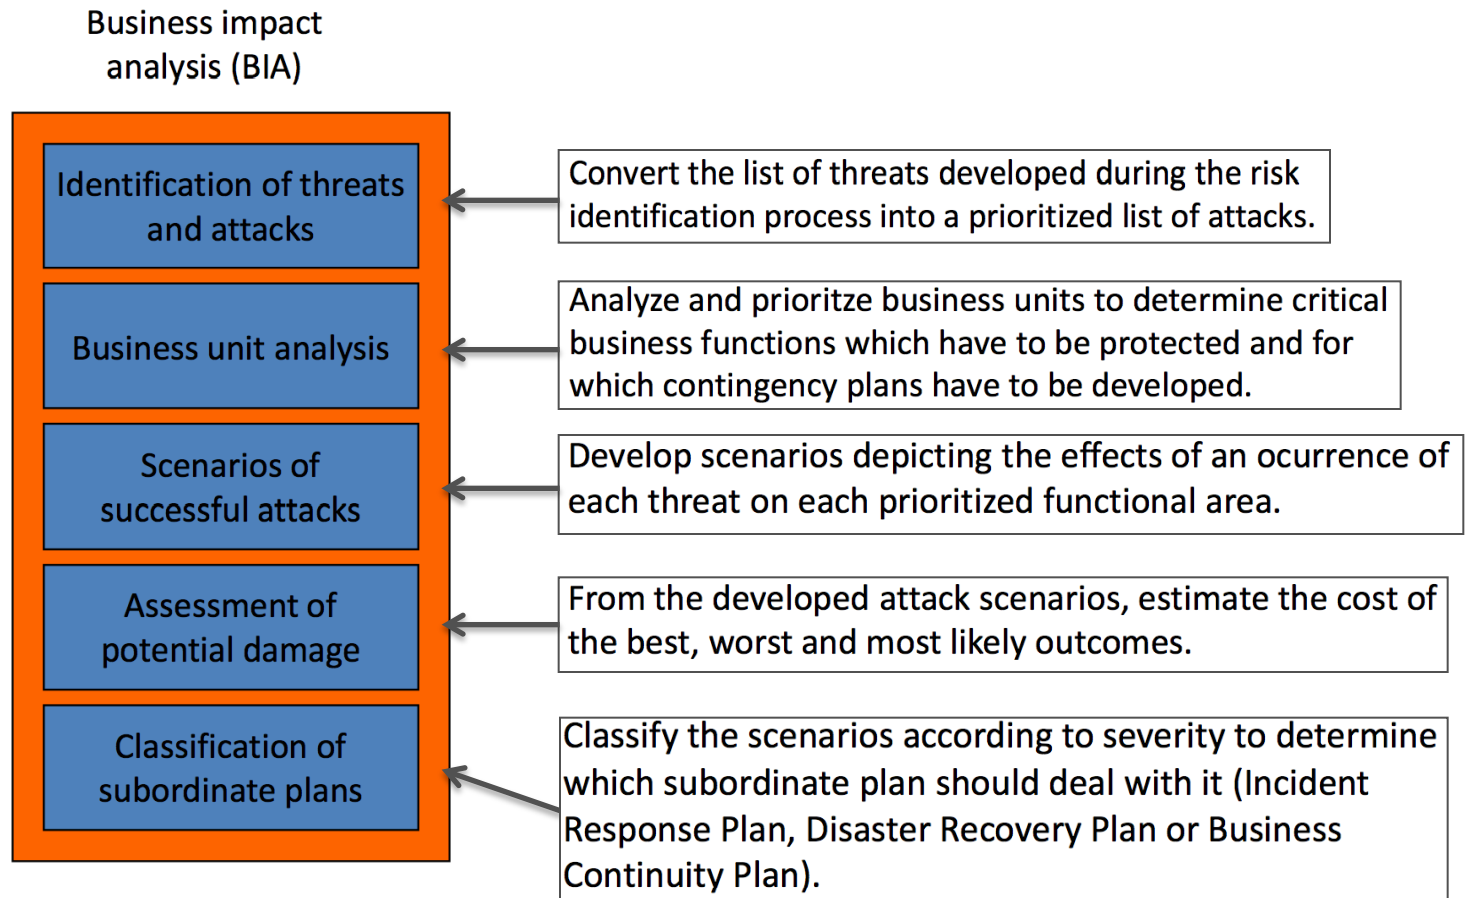 Business impact
analysis (BIA)
Identification of threats
and attacks
Convert the list of threats developed during the risk
identification process into a prioritized list of attacks.
Business unit analysis
Analyze and prioritze business units to determine critical
business functions which have to be protected and for
which contingency plans have to be developed.
Scenarios of
successful attacks
Develop scenarios depicting the effects of an ocurrence of
each threat on each prioritized functional area.
Assessment of
potential damage
From the developed attack scenarios, estimate the cost of
the best, worst and most likely outcomes.
Classification of
subordinate plans
Classify the scenarios according to severity to determine
which subordinate plan should deal with it (Incident
Response Plan, Disaster Recovery Plan or Business
Continuity Plan).